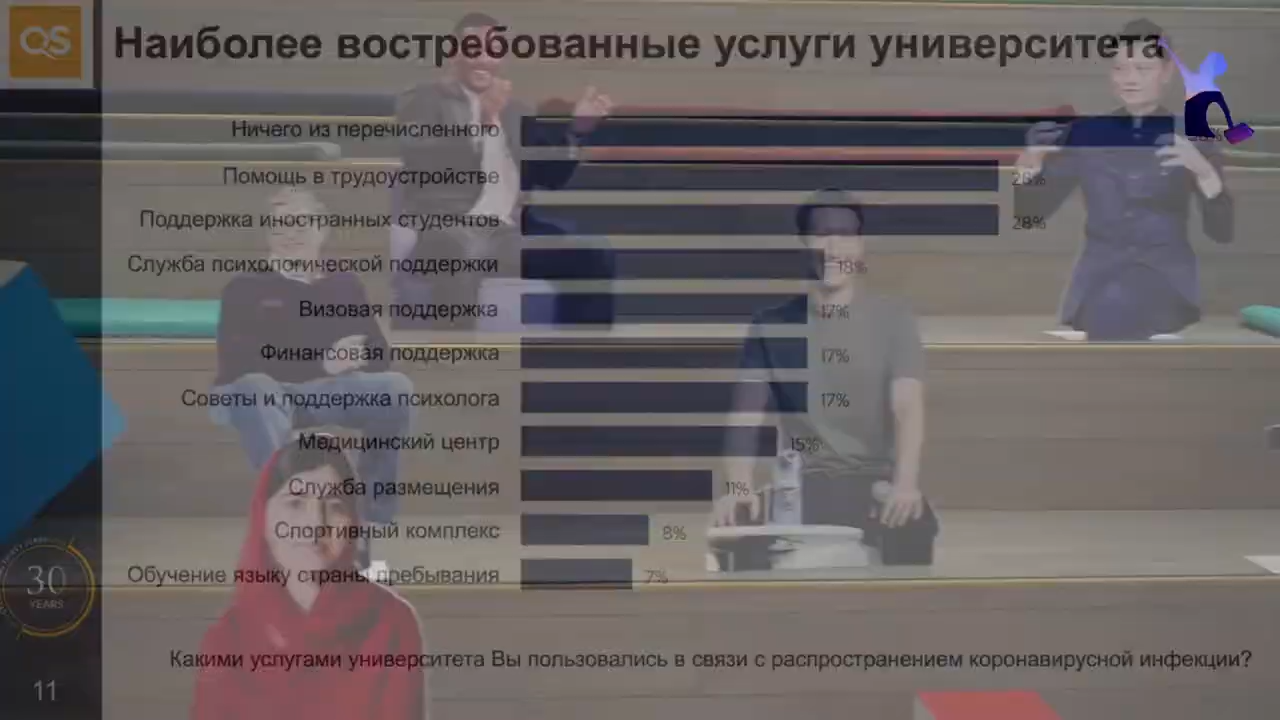 QS
Наиболее востребованные услуги университета
Ничего из перечисленного
Помощь в трудоустройстве 28%
Поддержка иностранных студентов 28%
Служба психологической поддержки 18%
Визовая поддержка 17%
Финансовая поддержка 17%
Советы и поддержка психолога 17%
Медицинский центр 15%
Служба размещения 11%
Спортивный комплекс 8%
Обучение языку страны пребывания 7%
30
YEARS
Какими услугами университета Вы пользовались в связи с распространением коронавирусной инфекции?
11